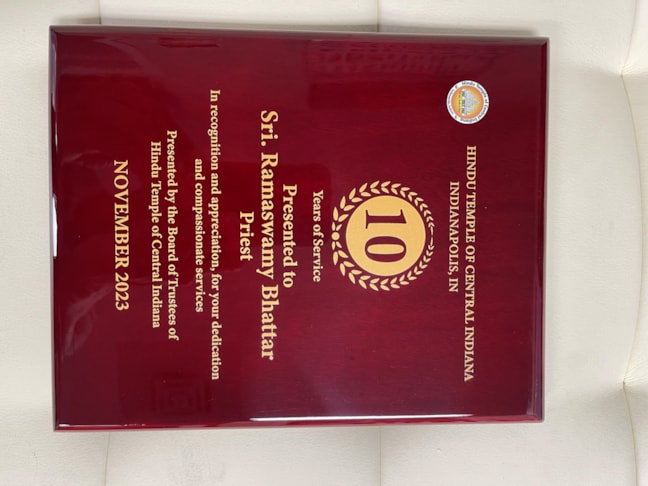 HINDU TEMPLE OF CENTRAL INDIANA
INDIANAPOLIS, IN
10
Years of Service
Presented to
Sri. Ramaswamy Bhattar
Priest
In recognition and appreciation, for your dedication
and compassionate services
Presented by the Board of Trustees of
Hindu Temple of Central Indiana
NOVEMBER 2023